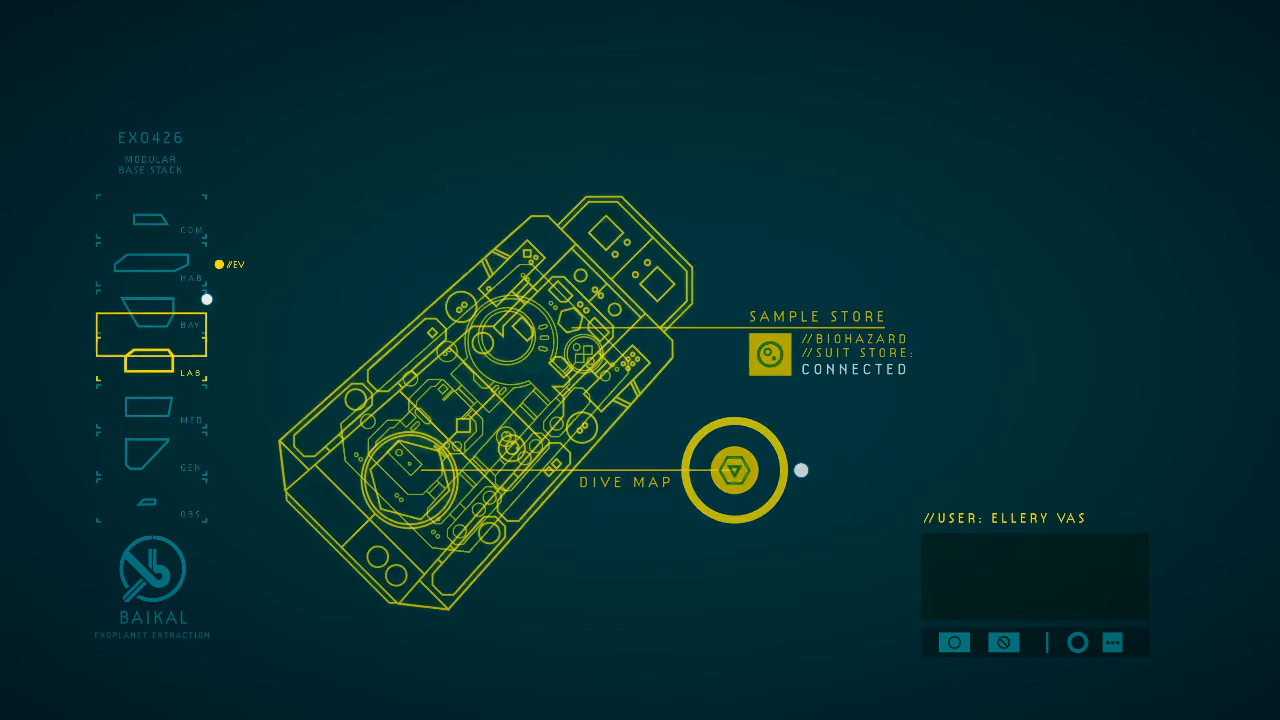 EXO426
MODULAR
BASE STACK
COM
HAB
//EV
BAY
LAB
MED
GEN
OBS
BAIKAL
EXOPLANET EXTRACTION
SAMPLE STORE
//BIOHAZARD
//SUIT STORE:
CONNECTED
DIVE MAP
//USER: ELLERY VAS